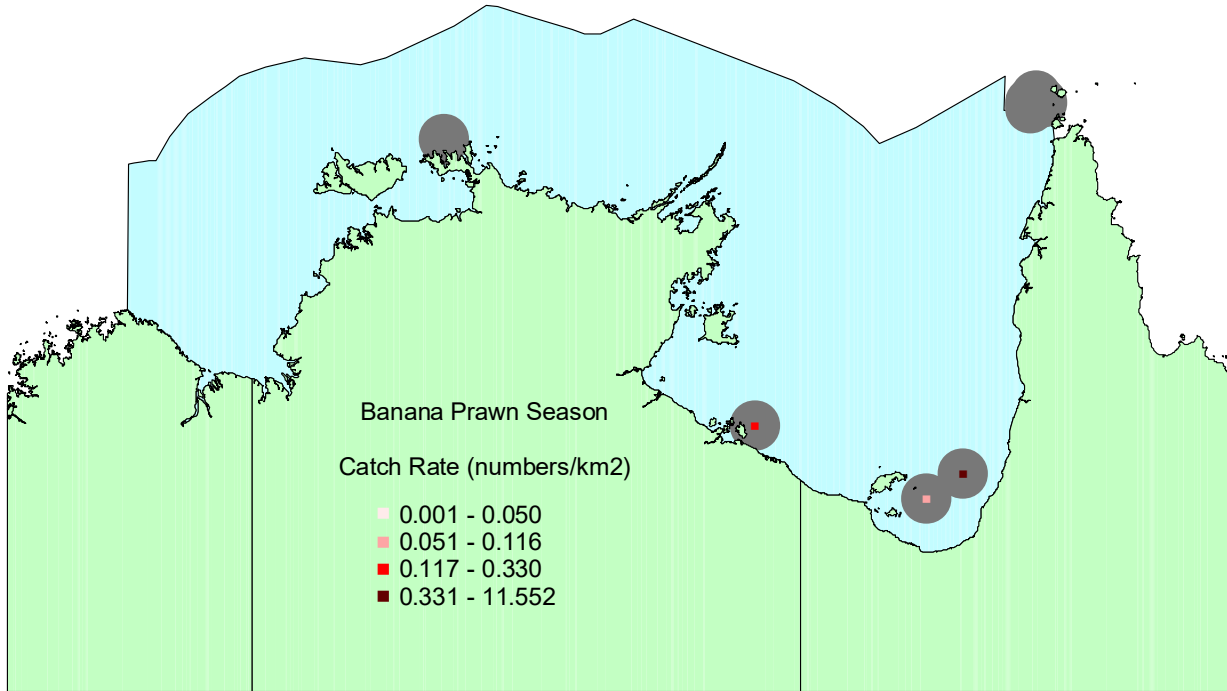 Banana Prawn Season
Catch Rate (numbers/km2)
0.001 - 0.050
0.051 - 0.116
0.117 - 0.330
0.331 - 11.552